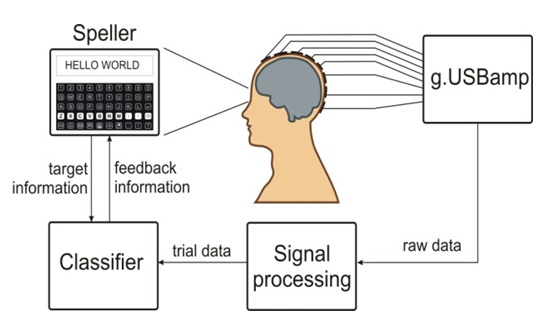 Speller
HELLO WORLD
g.USBamp
target
information
feedback
information
Classifier
trial data
Signal
processing
raw data